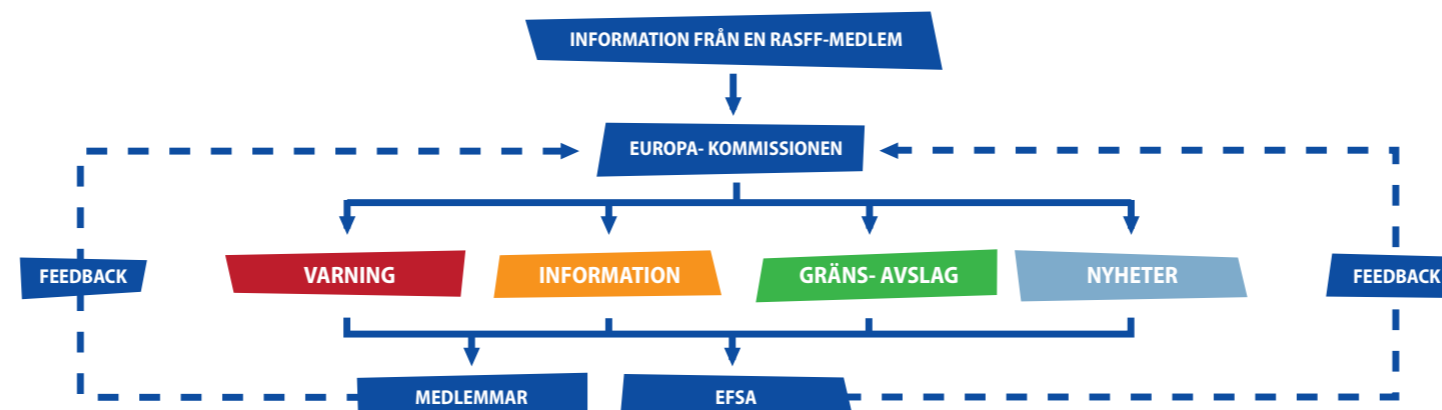 INFORMATION FRÅN EN RASFF-MEDLEM
EUROPA- KOMMISSIONEN
FEEDBACK
VARNING
INFORMATION
GRÄNS- AVSLAG
NYHETER
FEEDBACK
MEDLEMMAR
EFSA